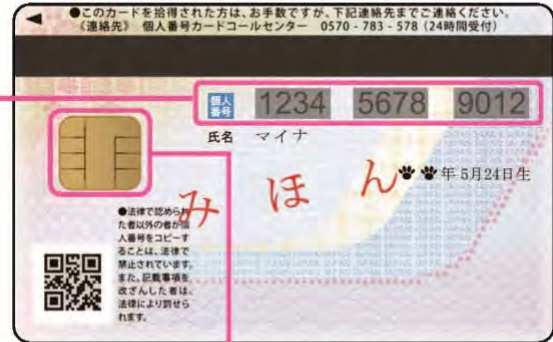 ●このカードを拾得された方は、お手数ですが、下記連絡先までご連絡ください。
《連絡先》 個人番号カードコールセンター 0570-783-578 (24時間受付)
個人
番号
1234 5678 9012
氏名 マイナ
年 5月24日生
みほん
●法律で認められ
た者以外の者が個
人番号をコピーす
ることは、法律で
禁止されています。
また、記載事項を
改ざんした者は、
法律により罰せら
れます。